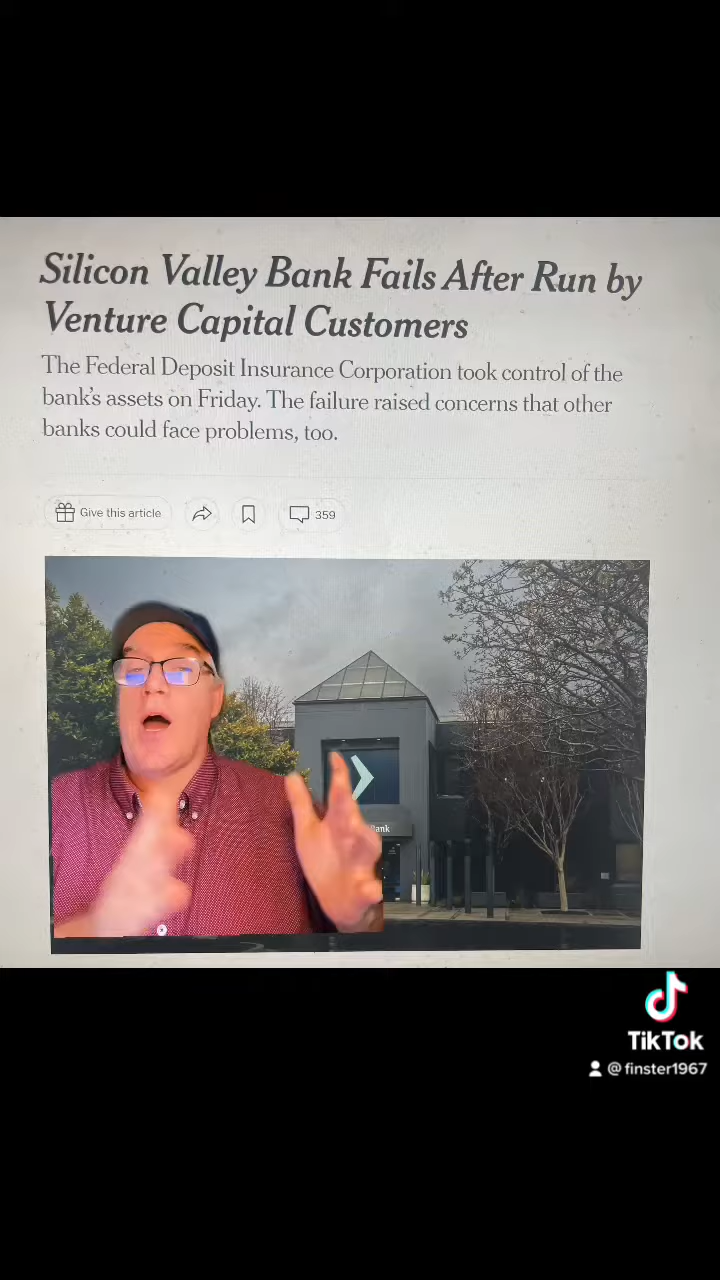 Silicon Valley Bank Fails After Run by
Venture Capital Customers
The Federal Deposit Insurance Corporation took control of the
bank's assets on Friday. The failure raised concerns that other
banks could face problems, too.
Give this article
359
Bank
TikTok
@finster1967